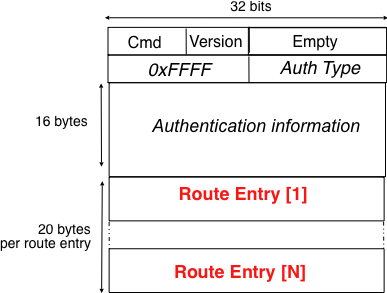 32 bits
Cmd Version Empty
0xFFFF Auth Type
16 bytes
Authentication information
Route Entry [1]
20 bytes
per route entry
Route Entry [N]